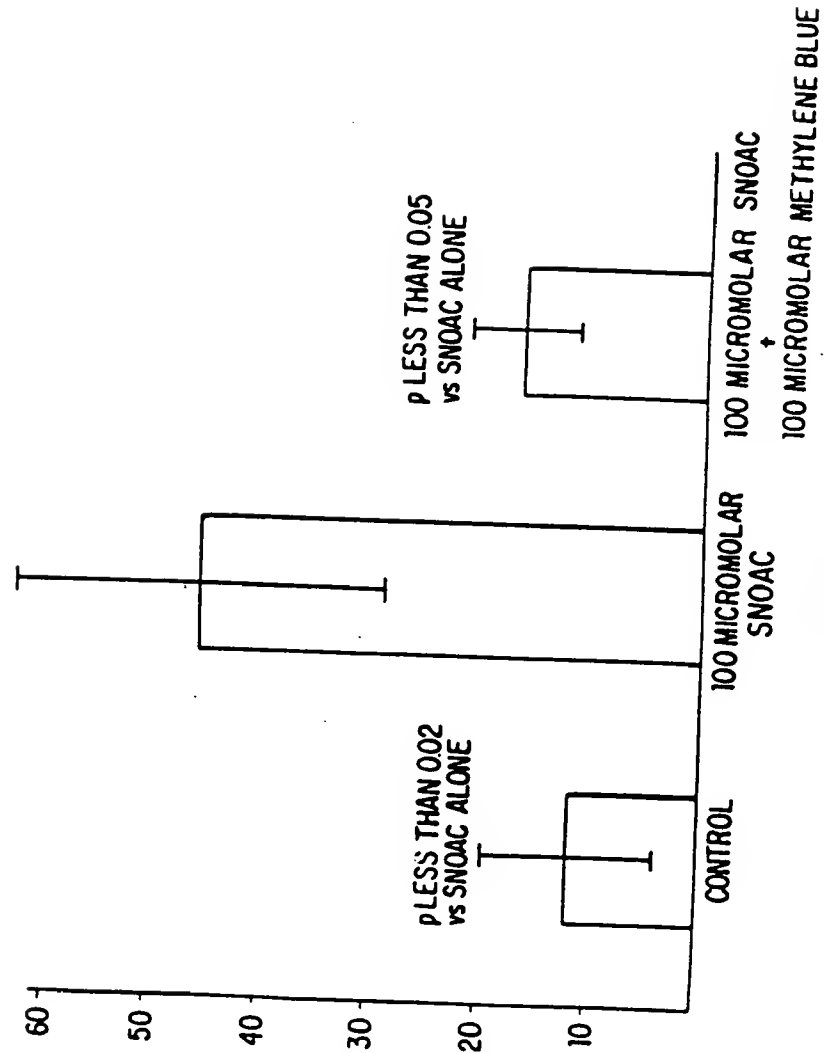 60
50
40
30
20
10
p LESS THAN 0.02
vs SNOAC ALONE
p LESS THAN 0.05
vs SNOAC ALONE
CONTROL
100 MICROMOLAR
SNOAC
100 MICROMOLAR SNOAC
+
100 MICROMOLAR METHYLENE BLUE